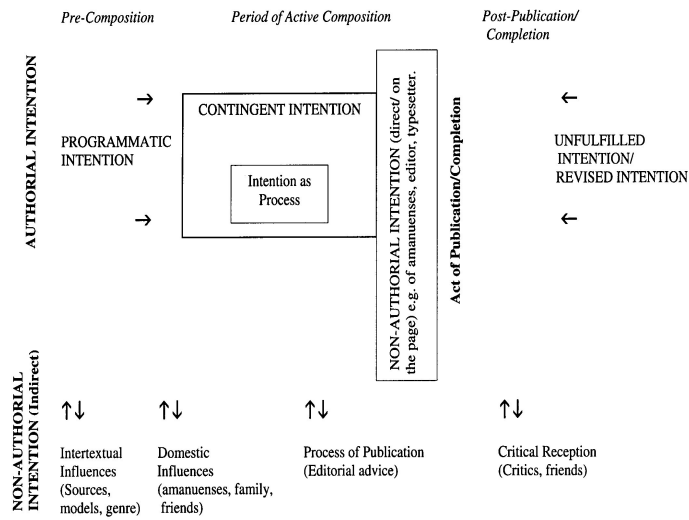 Pre-Composition
Period of Active Composition
Post-Publication/
Completion
AUTHORIAL INTENTION
→
CONTINGENT INTENTION
←
PROGRAMMATIC
INTENTION
Intention as
Process
→
NON-AUTHORIAL INTENTION (direct/ on
the page) e.g. of amanuenses, editor, typesetter.
Act of Publication/Completion
UNFULFILLED
INTENTION/
REVISED INTENTION
←
NON-AUTHORIAL
INTENTION (Indirect)
↑↓ ↑↓ ↑↓ ↑↓
Intertextual
Influences
(Sources,
models, genre)
Domestic
Influences
(amanuenses, family,
friends)
Process of Publication
(Editorial advice)
Critical Reception
(Critics, friends)